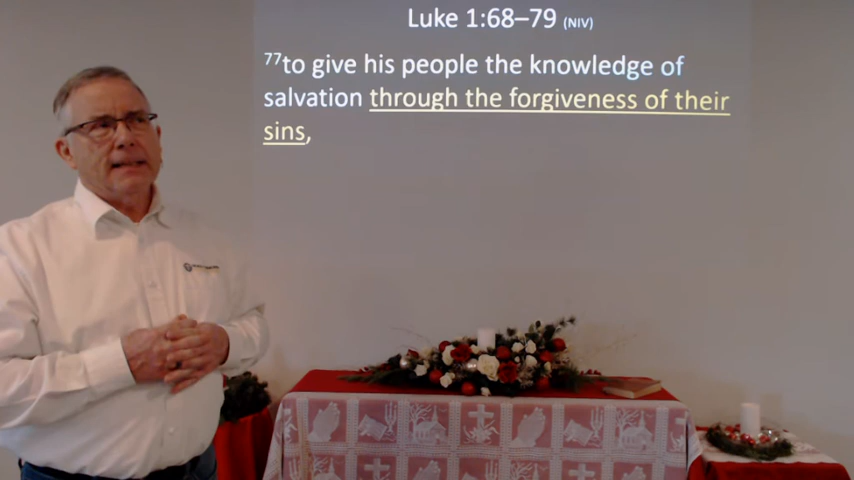 Luke 1:68–79 (NIV)
⁷⁷to give his people the knowledge of
salvation through the forgiveness of their
sins,